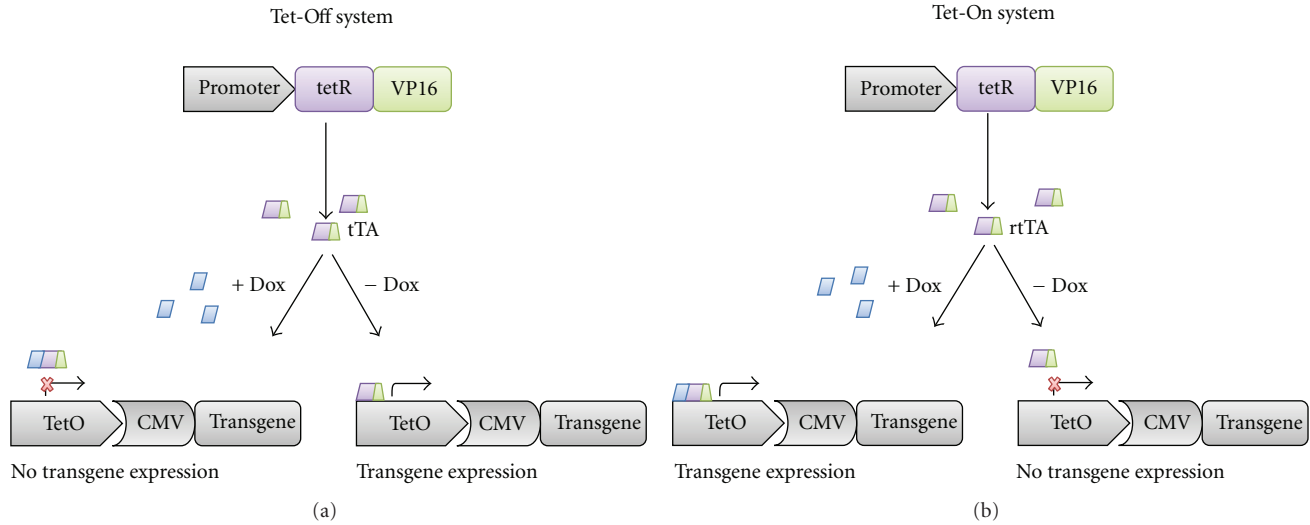 Tet-Off system
Promoter tetR VP16
tTA
+ Dox − Dox
TetO CMV Transgene TetO CMV Transgene
No transgene expression Transgene expression
(a)
Tet-On system
Promoter tetR VP16
rtTA
+ Dox − Dox
TetO CMV Transgene TetO CMV Transgene
Transgene expression No transgene expression
(b)